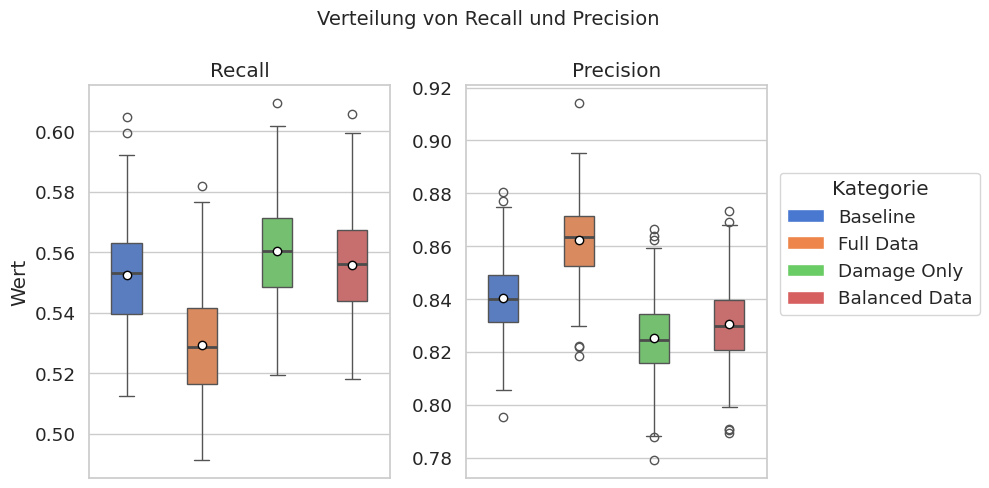 Verteilung von Recall und Precision
Recall
Wert
0.60
0.58
0.56
0.54
0.52
0.50
Precision
0.92
0.90
0.88
0.86
0.84
0.82
0.80
0.78
Kategorie
Baseline
Full Data
Damage Only
Balanced Data